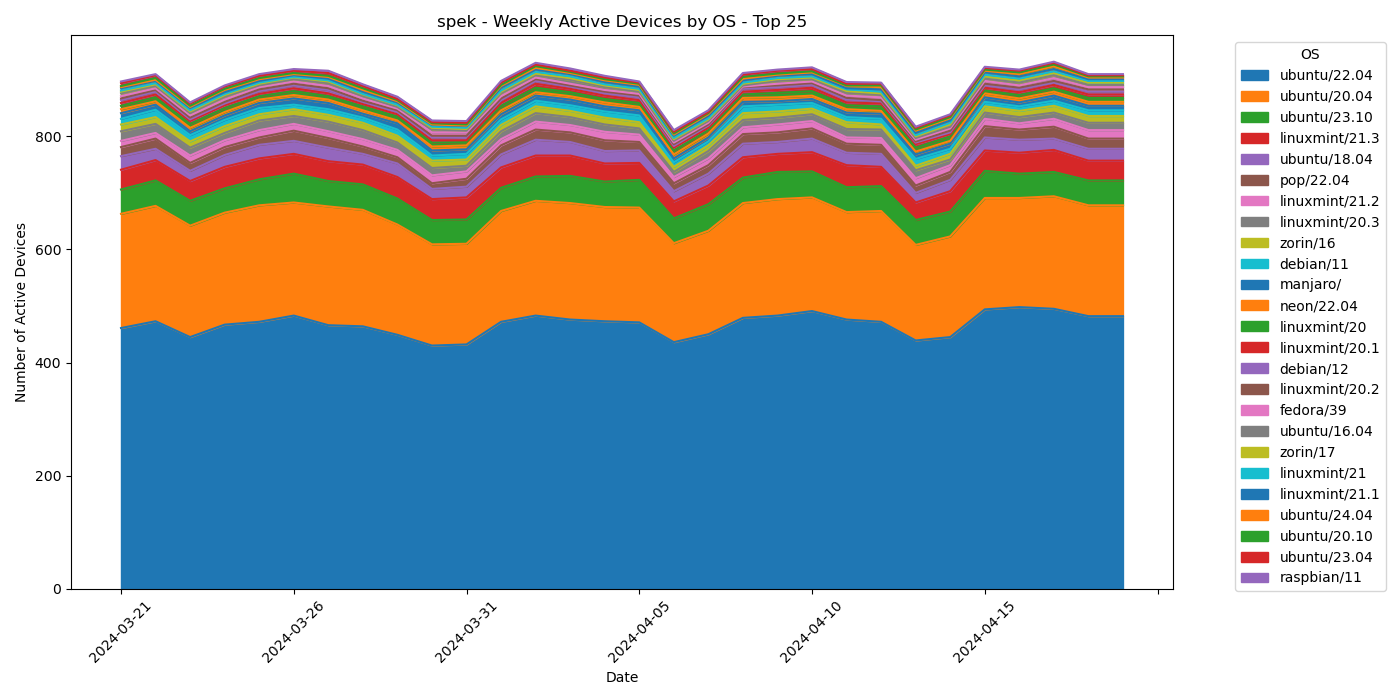 spek - Weekly Active Devices by OS - Top 25
Number of Active Devices
800
600
400
200
0
2024-03-21
2024-03-26
2024-03-31
2024-04-05
2024-04-10
2024-04-15
Date
OS
ubuntu/22.04
ubuntu/20.04
ubuntu/23.10
linuxmint/21.3
ubuntu/18.04
pop/22.04
linuxmint/21.2
linuxmint/20.3
zorin/16
debian/11
manjaro/
neon/22.04
linuxmint/20
linuxmint/20.1
debian/12
linuxmint/20.2
fedora/39
ubuntu/16.04
zorin/17
linuxmint/21
linuxmint/21.1
ubuntu/24.04
ubuntu/20.10
ubuntu/23.04
raspbian/11